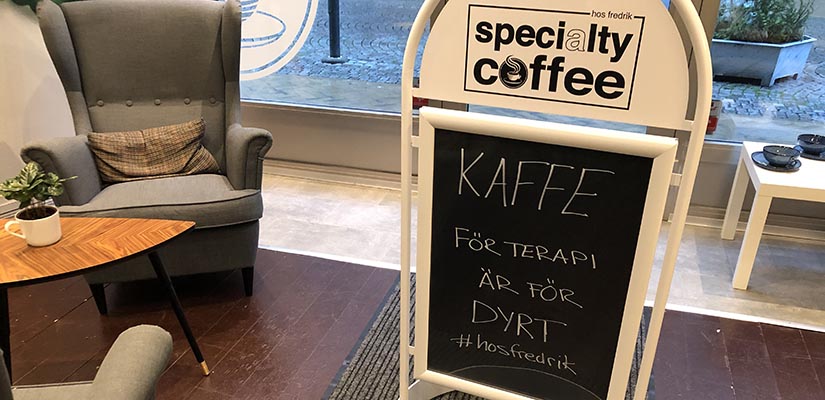 hos fredrik
specialty
coffee
KAFFE
FÖR TERAPI
ÄR FÖR
DYRT
#hosfredrik